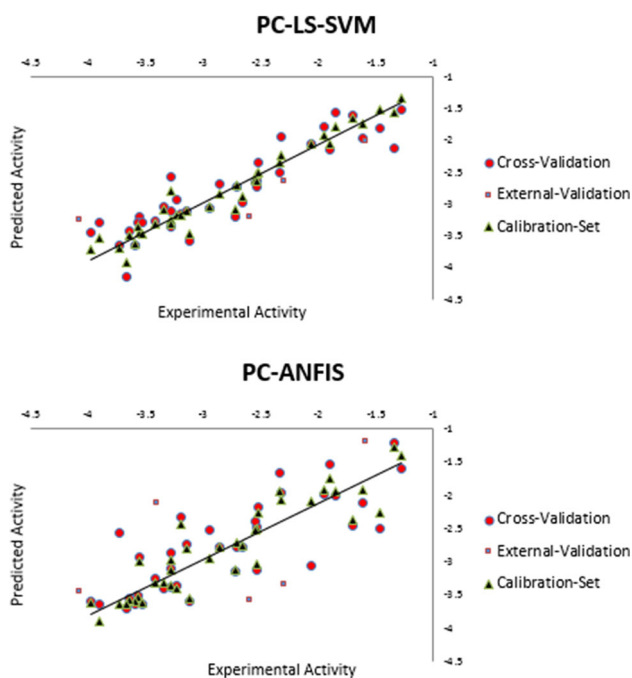 PC-LS-SVM
-4.5 -4 -3.5 -3 -2.5 -2 -1.5 -1
-1
-1.5
-2
-2.5
-3
-3.5
-4
-4.5
Predicted Activity
Experimental Activity
Cross-Validation
External-Validation
Calibration-Set
PC-ANFIS
-4.5 -4 -3.5 -3 -2.5 -2 -1.5 -1
-1
-1.5
-2
-2.5
-3
-3.5
-4
-4.5
Predicted Activity
Experimental Activity
Cross-Validation
External-Validation
Calibration-Set